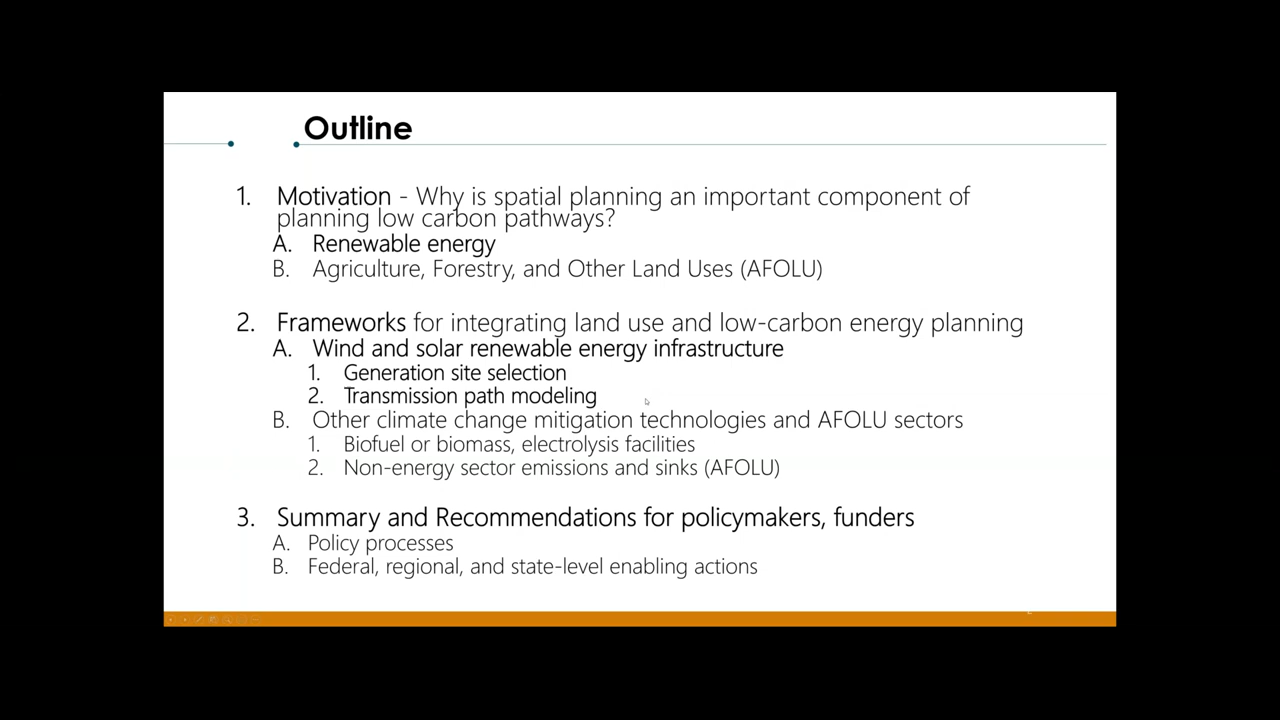 Outline
1. Motivation - Why is spatial planning an important component of
planning low carbon pathways?
A. Renewable energy
B. Agriculture, Forestry, and Other Land Uses (AFOLU)
2. Frameworks for integrating land use and low-carbon energy planning
A. Wind and solar renewable energy infrastructure
1. Generation site selection
2. Transmission path modeling
B. Other climate change mitigation technologies and AFOLU sectors
1. Biofuel or biomass, electrolysis facilities
2. Non-energy sector emissions and sinks (AFOLU)
3. Summary and Recommendations for policymakers, funders
A. Policy processes
B. Federal, regional, and state-level enabling actions